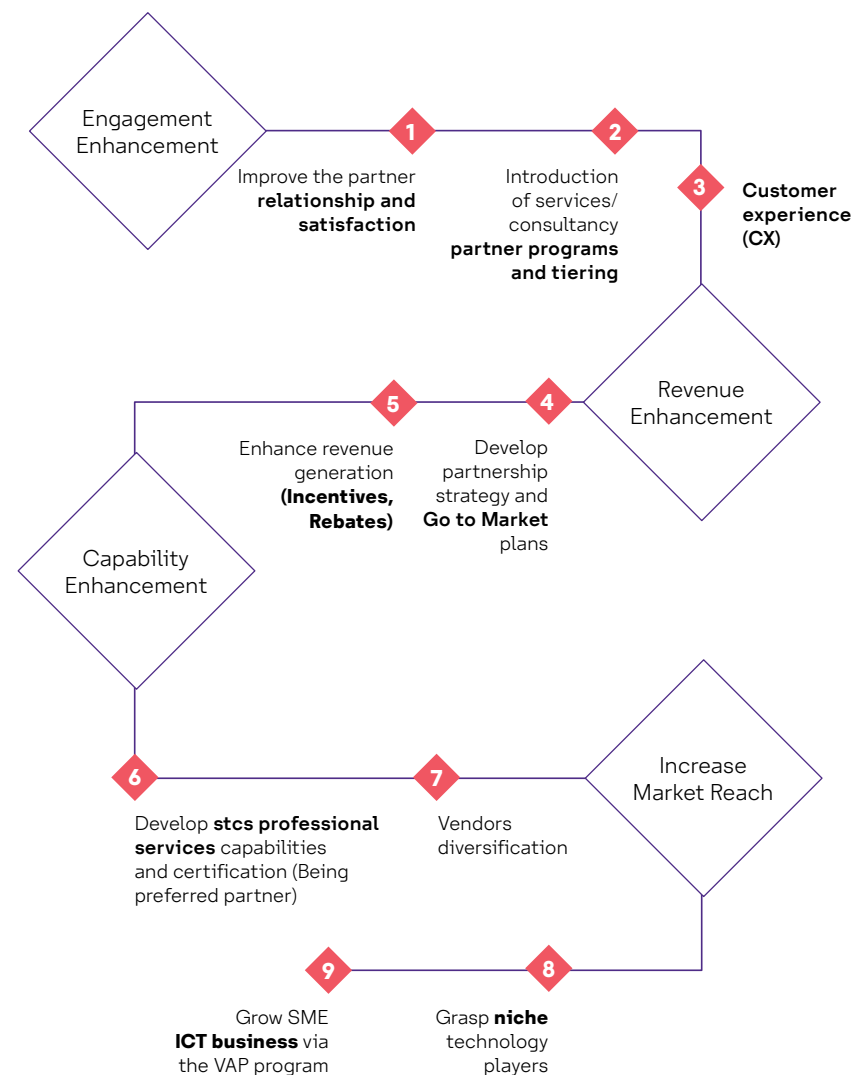 Engagement
Enhancement
1
Improve the partner
relationship and
satisfaction
2
Introduction
of services/
consultancy
partner programs
and tiering
3
Customer
experience
(CX)
Revenue
Enhancement
4
Develop
partnership
strategy and
Go to Market
plans
5
Enhance revenue
generation
(Incentives,
Rebates)
Capability
Enhancement
6
Develop stcs professional
services capabilities
and certification (Being
preferred partner)
7
Vendors
diversification
Increase
Market Reach
8
Grasp niche
technology
players
9
Grow SME
ICT business via
the VAP program